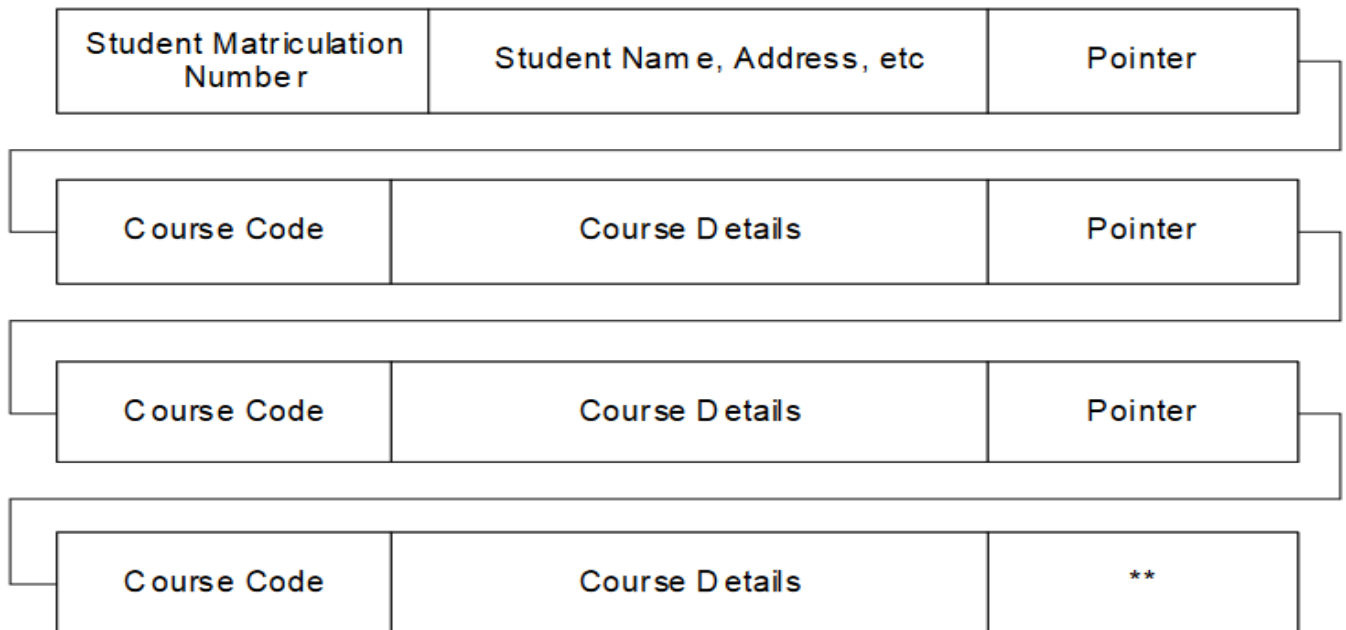 Student Matriculation
Number
Student Name, Address, etc
Pointer
Course Code
Course Details
Pointer
Course Code
Course Details
Pointer
Course Code
Course Details
**